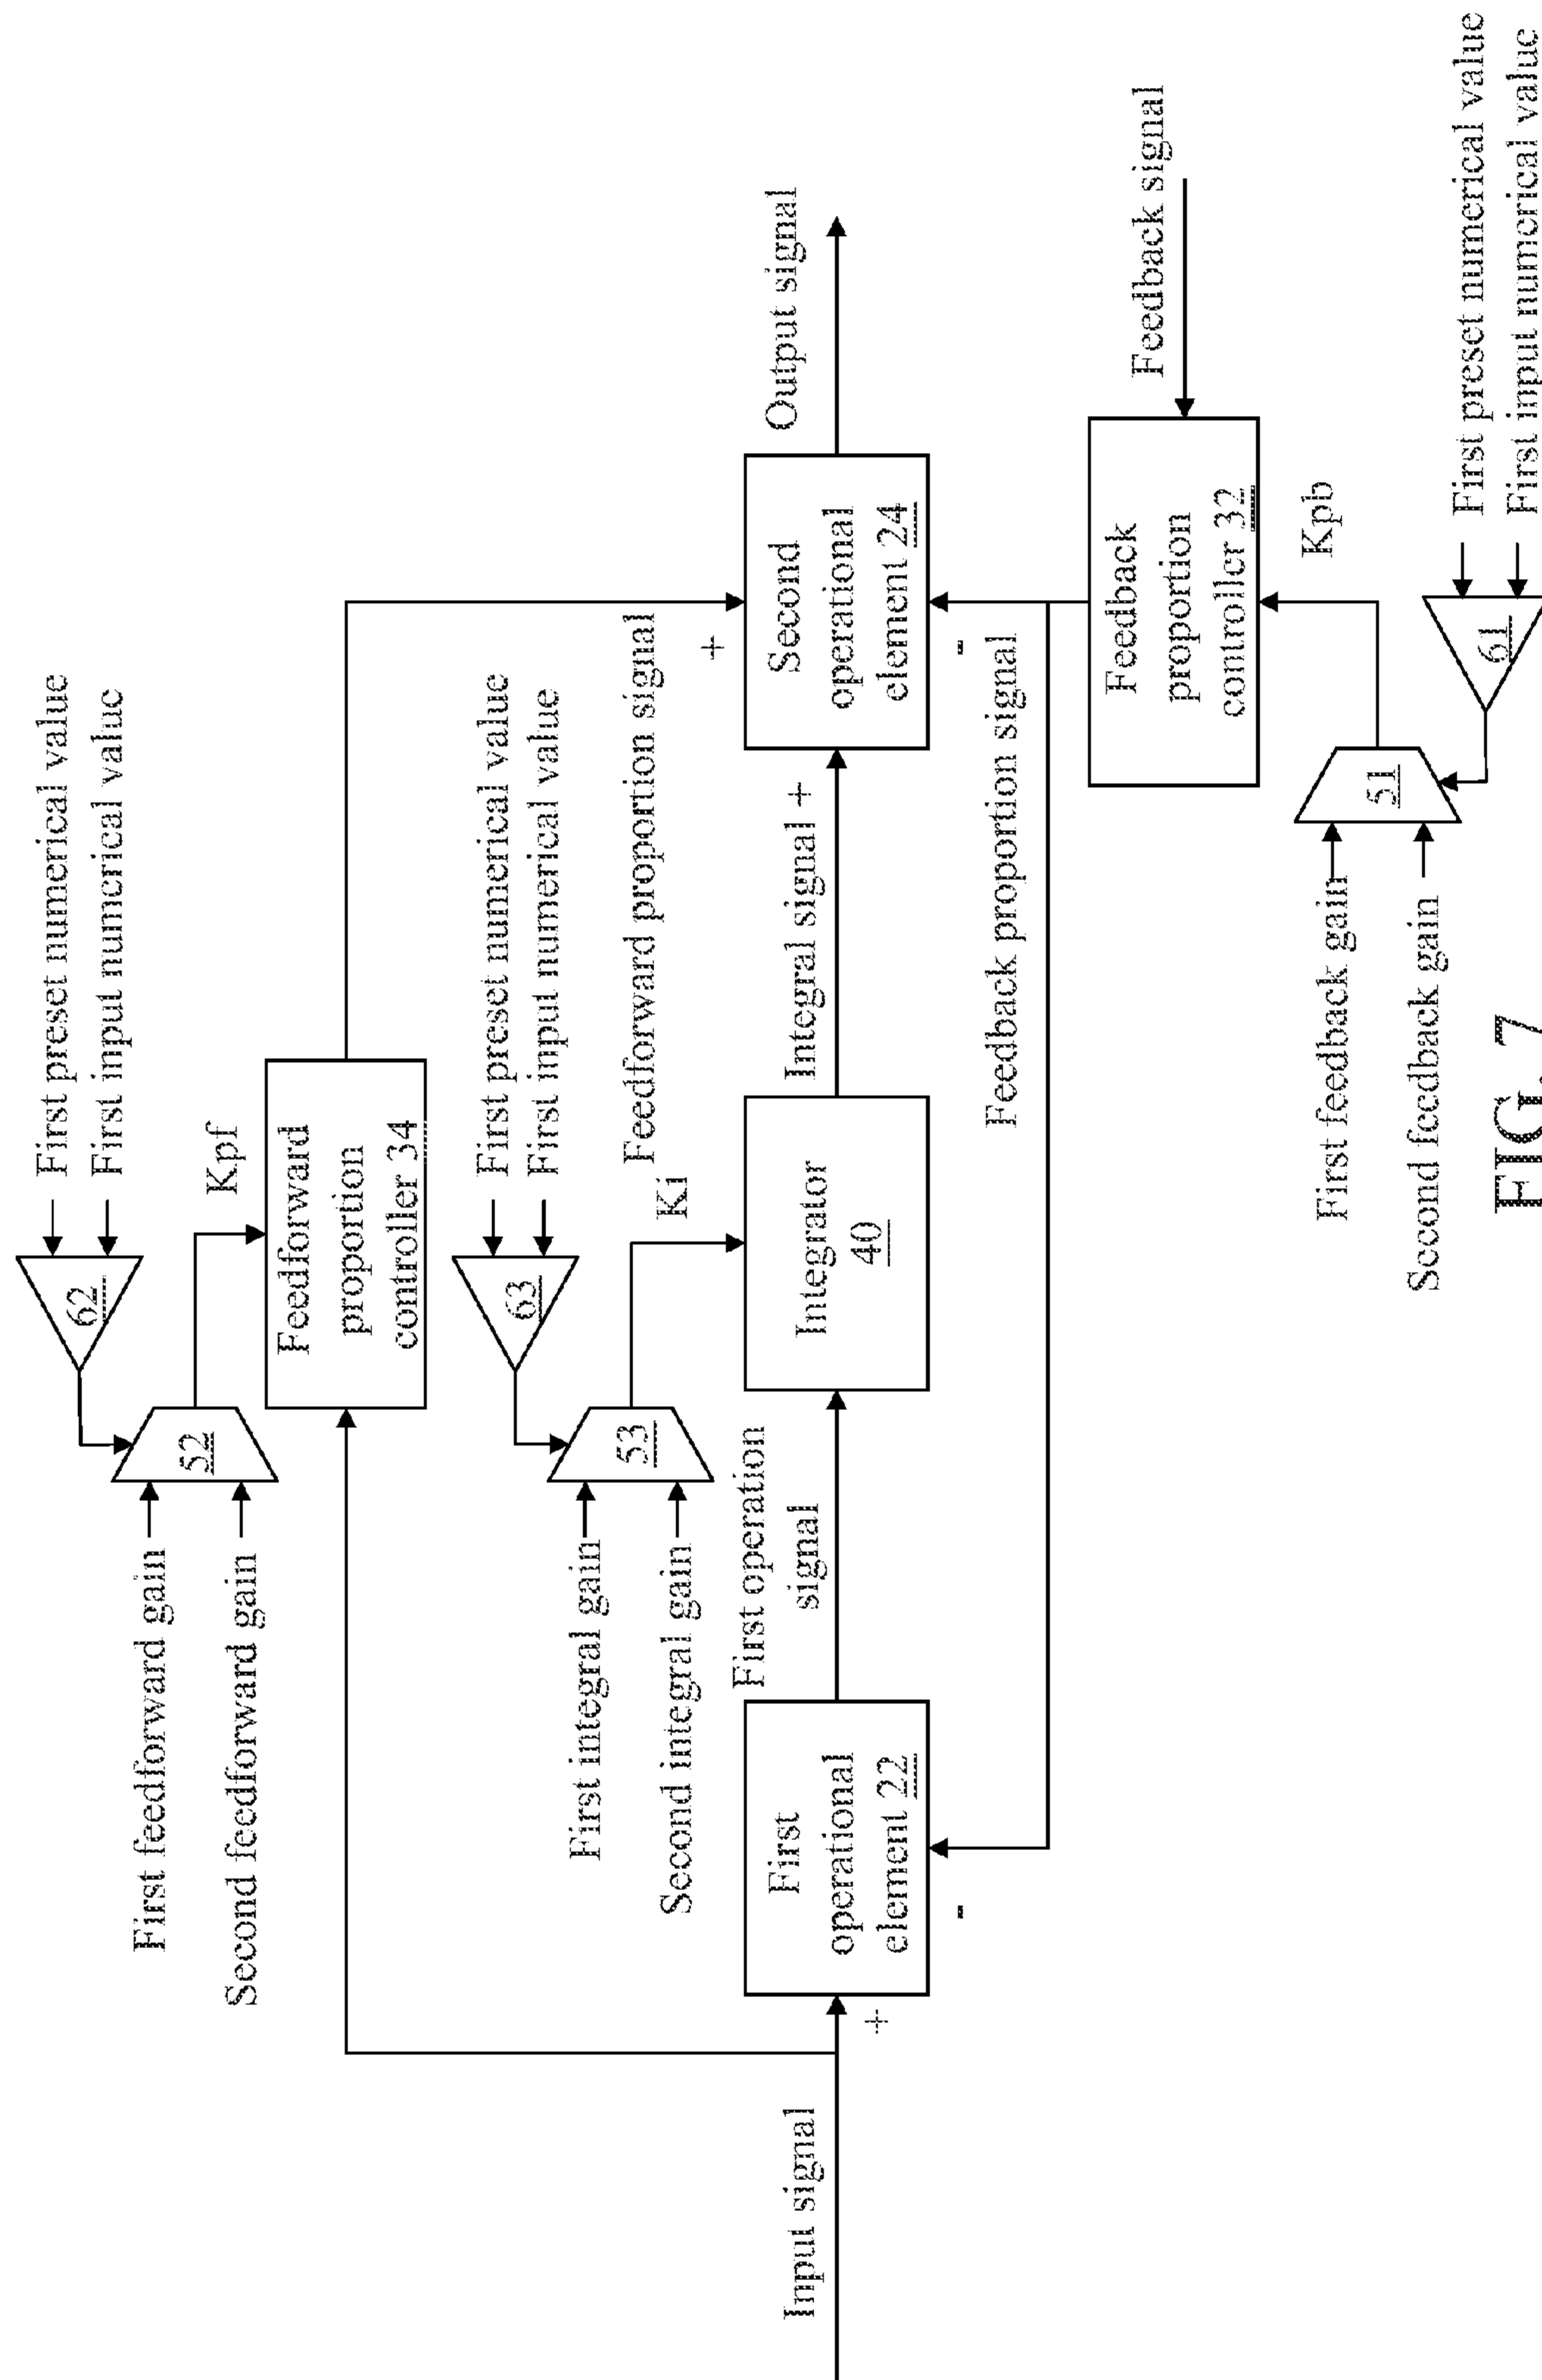 First preset numerical value
First input numerical value
62
First feedforward gain
52
Kpf
Second feedforward gain
Feedforward
proportion
controller 34
First preset numerical value
First input numerical value
63
First integral gain
53
Ki
Second integral gain
Feedforward proportion signal
+
Input signal
+
First
operational
element 22
-
First operation
signal
Integrator
40
Integral signal +
Second
operational
element 24
-
Output signal
Feedback proportion signal
Feedback signal
Feedback
proportion
controller 32
Kpb
First feedback gain
51
Second feedback gain
61
First preset numerical value
First input numerical value
FIG. 7